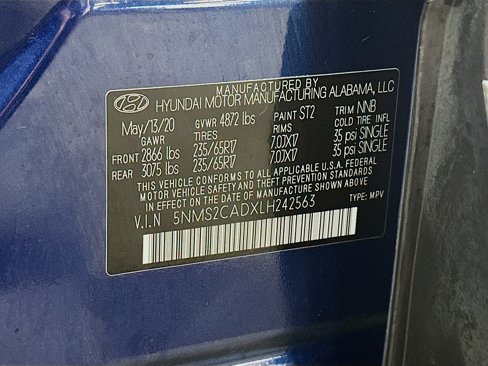 MANUFACTURED BY
HYUNDAI MOTOR MANUFACTURING ALABAMA, LLC
May/13/20 GVWR 4872 lbs PAINT ST2 TRIM NNB
GAWR TIRES RIMS COLD TIRE INFL
FRONT 2866 lbs 235/65R17 7.0JX17 35 psi SINGLE
REAR 3075 lbs 235/65R17 7.0JX17 35 psi SINGLE
THIS VEHICLE CONFORMS TO ALL APPLICABLE U.S.A. FEDERAL
MOTOR VEHICLE SAFETY AND THEFT PREVENTION STANDARDS
IN EFFECT ON THE DATE OF MANUFACTURE SHOWN ABOVE.
V.I.N 5NMS2CADXLH242563 TYPE: MPV